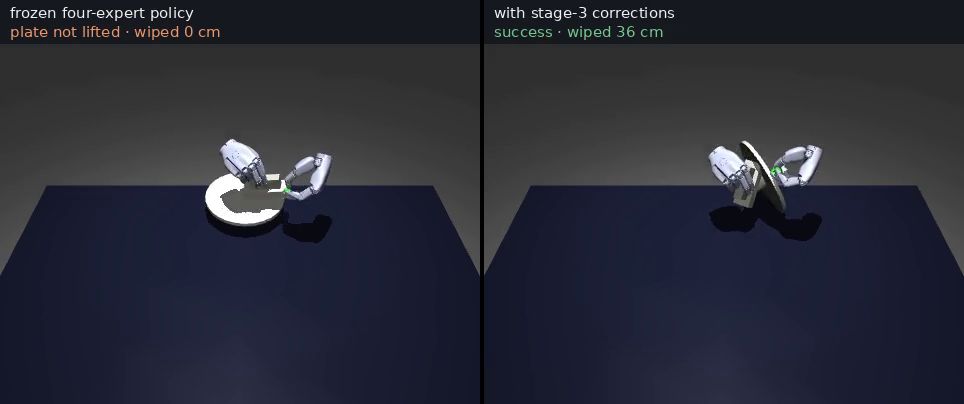 frozen four-expert policy
plate not lifted · wiped 0 cm
with stage-3 corrections
success · wiped 36 cm